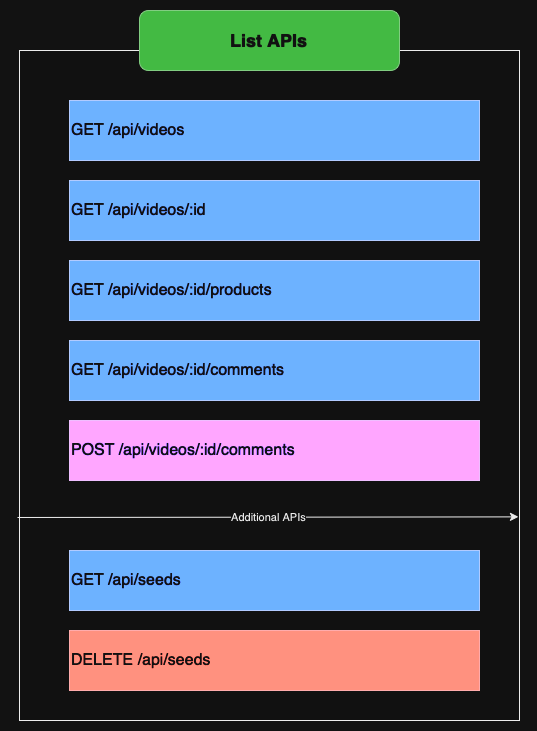 List APIs
GET /api/videos
GET /api/videos/:id
GET /api/videos/:id/products
GET /api/videos/:id/comments
POST /api/videos/:id/comments
Additional APIs
GET /api/seeds
DELETE /api/seeds